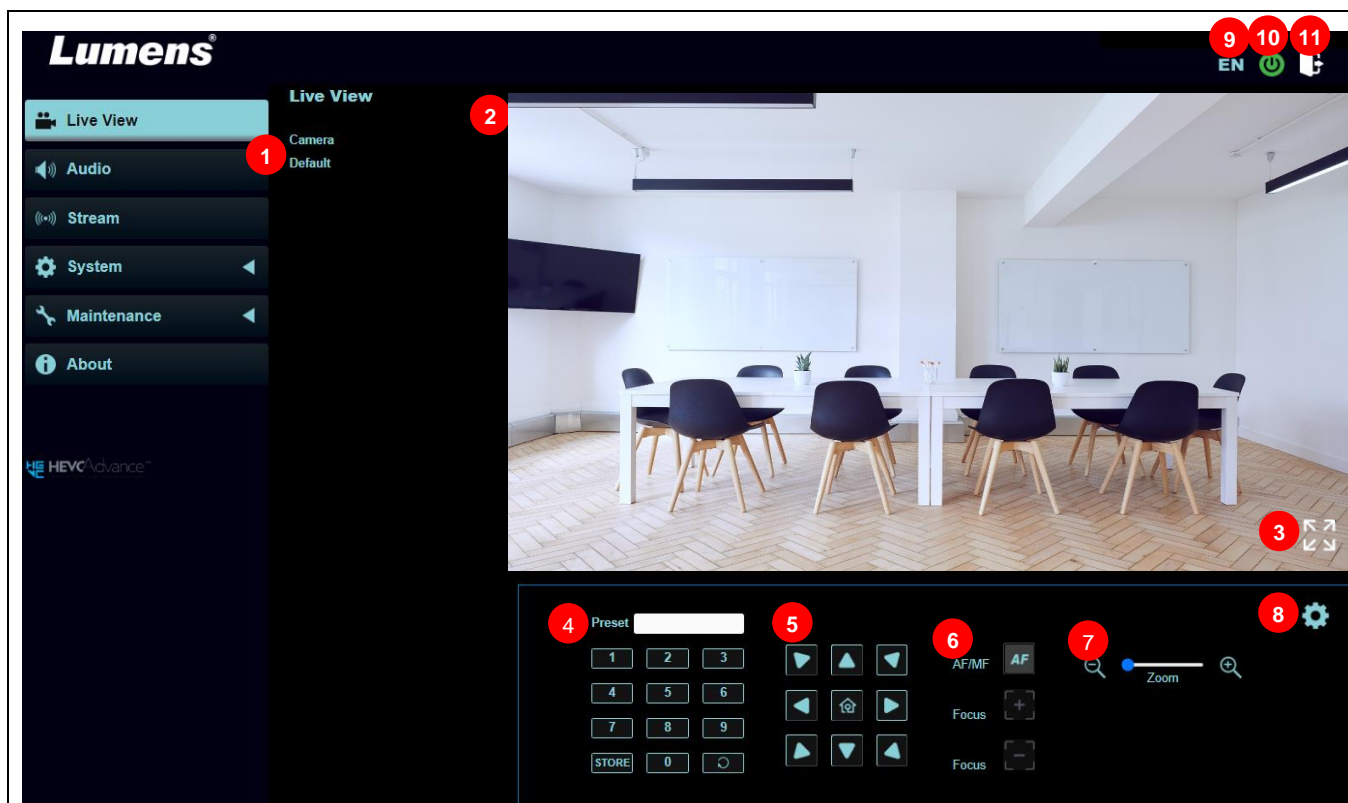 Lumens®
9 10 11
EN
Live View
Audio
Stream
System
Maintenance
About
HEVCAdvance™
Live View
1
Camera
Default
2
3
4
Preset
1 2 3
4 5 6
7 8 9
STORE 0
5
6
AF/MF AF
Focus +
Focus −
7
Zoom
8